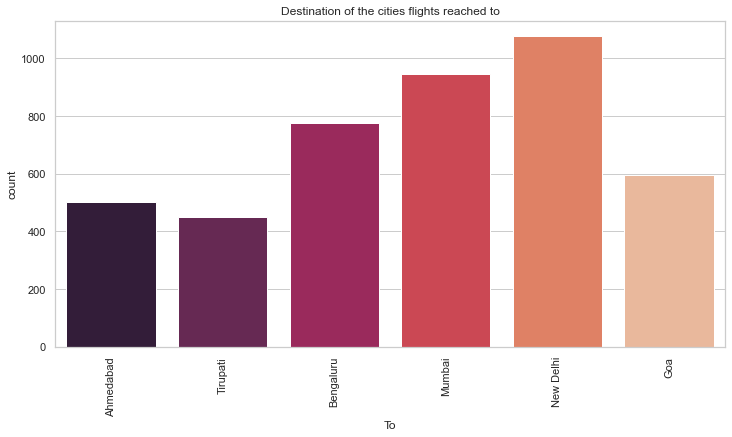 Destination of the cities flights reached to
count
1000
800
600
400
200
0
Ahmedabad
Tirupati
Bengaluru
Mumbai
New Delhi
Goa
To